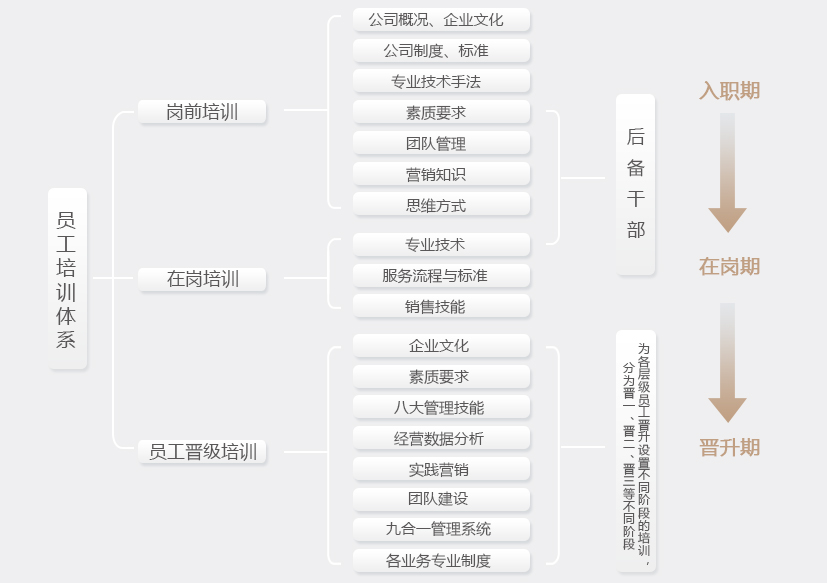 员工培训体系
岗前培训
公司概况、企业文化
公司制度、标准
专业技术手法
素质要求
团队管理
营销知识
思维方式
在岗培训
专业技术
服务流程与标准
销售技能
员工晋级培训
企业文化
素质要求
八大管理技能
经营数据分析
实践营销
团队建设
九合一管理系统
各业务专业制度
后备干部
为各层级员工晋升设置不同阶段的培训，
分为晋一、晋二、晋三等不同阶段
入职期
在岗期
晋升期